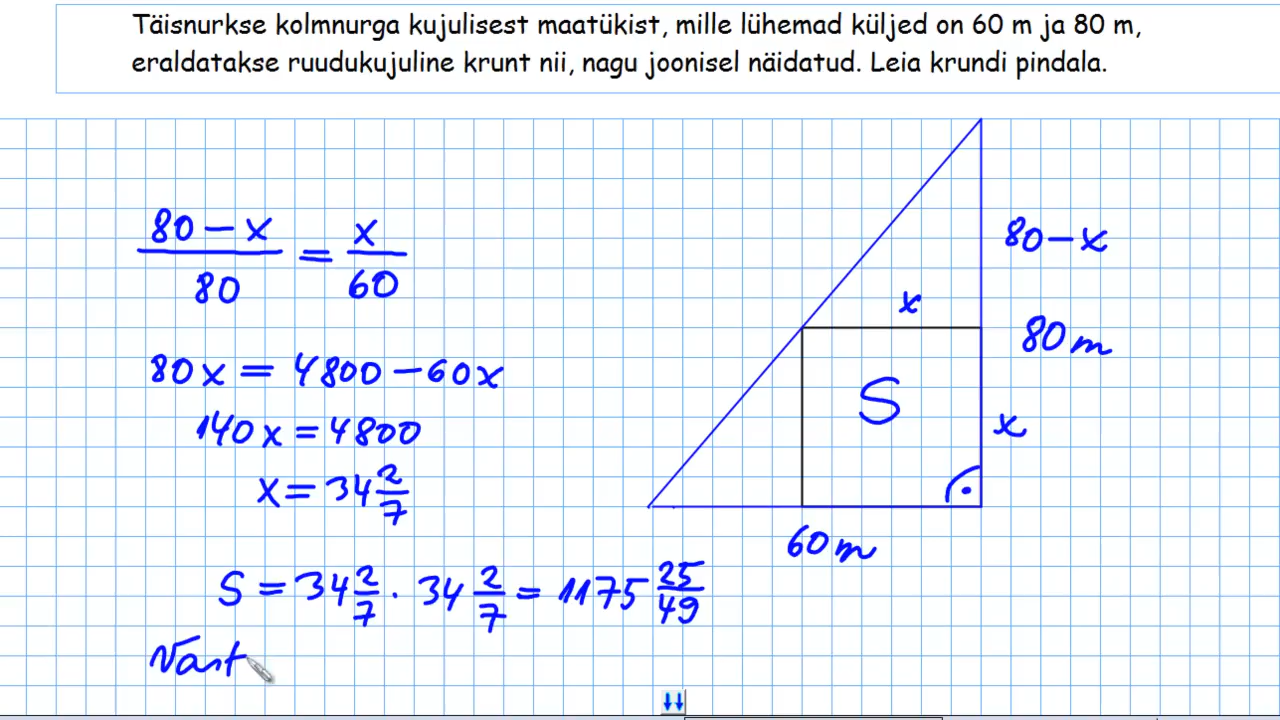 Täisnurkse kolmnurga kujulisest maatükist, mille lühemad küljed on 60 m ja 80 m,
eraldatakse ruudukujuline krunt nii, nagu joonisel näidatud. Leia krundi pindala.
(80 − x)/80 = x/60
80x = 4800 − 60x
140x = 4800
x = 34 2/7
S = 34 2/7 · 34 2/7 = 1175 25/49
Vast
80 − x
x
80 m
S
x
60 m